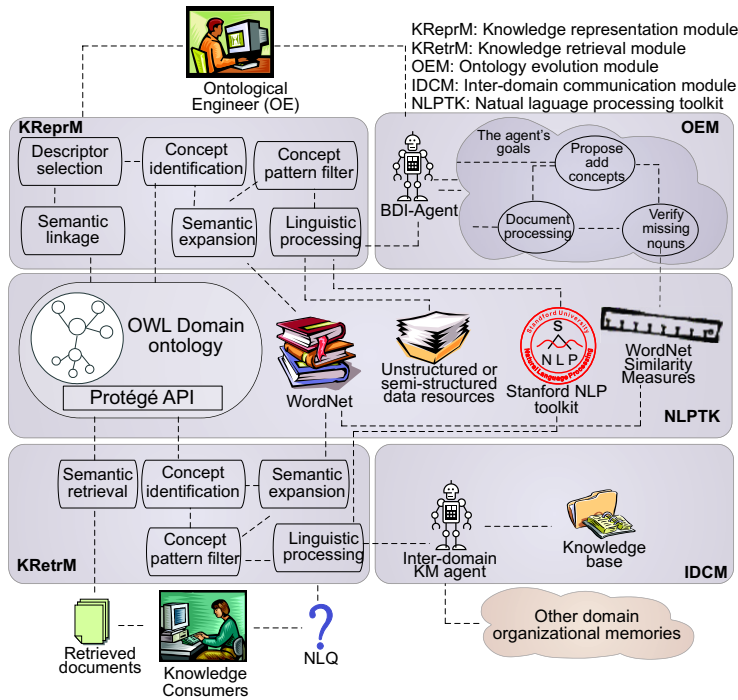 KReprM: Knowledge representation module
KRetrM: Knowledge retrieval module
OEM: Ontology evolution module
IDCM: Inter-domain communication module
NLPTK: Natual laguage processing toolkit
Ontological
Engineer (OE)
KReprM
Descriptor
selection
Concept
identification
Concept
pattern filter
Semantic
linkage
Semantic
expansion
Linguistic
processing
OEM
The agent's
goals
Propose
add
concepts
BDI-Agent
Document
processing
Verify
missing
nouns
OWL Domain
ontology
Protégé API
WordNet
Unstructured or
semi-structured
data resources
Standford University
S
NLP
Natural Language Processing
Stanford NLP
toolkit
WordNet
Similarity
Measures
NLPTK
Semantic
retrieval
Concept
identification
Semantic
expansion
Concept
pattern filter
Linguistic
processing
KRetrM
Inter-domain
KM agent
Knowledge
base
IDCM
Retrieved
documents
Knowledge
Consumers
?
NLQ
Other domain
organizational memories